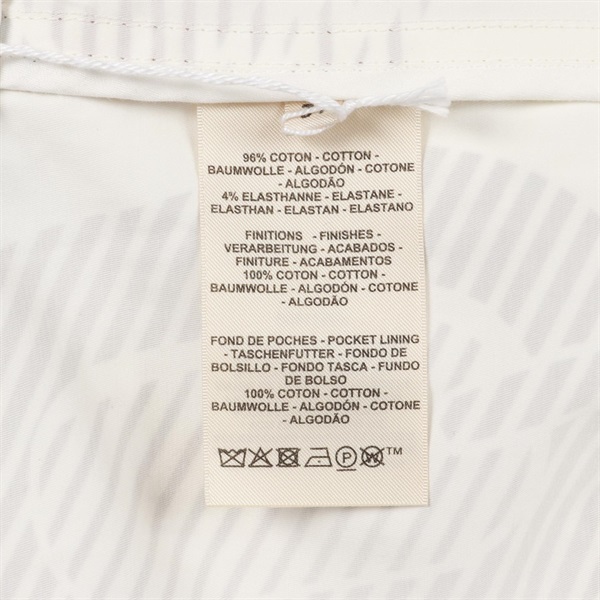 96% COTON - COTTON -
BAUMWOLLE - ALGODÓN - COTONE
- ALGODÃO
4% ELASTHANNE - ELASTANE -
ELASTHAN - ELASTAN - ELASTANO
FINITIONS - FINISHES -
VERARBEITUNG - ACABADOS -
FINITURE - ACABAMENTOS
100% COTON - COTTON -
BAUMWOLLE - ALGODÓN - COTONE
- ALGODÃO
FOND DE POCHES - POCKET LINING
- TASCHENFUTTER - FONDO DE
BOLSILLO - FONDO TASCA - FUNDO
DE BOLSO
100% COTON - COTTON -
BAUMWOLLE - ALGODÓN - COTONE
- ALGODÃO
P W ™